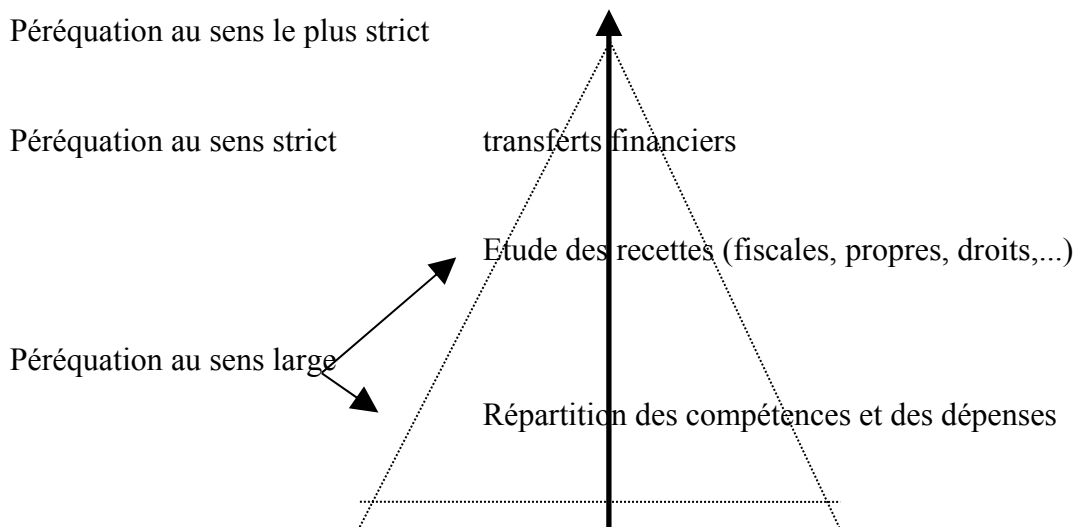 Péréquation au sens le plus strict
Péréquation au sens strict transferts financiers
Etude des recettes (fiscales, propres, droits,...)
Péréquation au sens large
Répartition des compétences et des dépenses